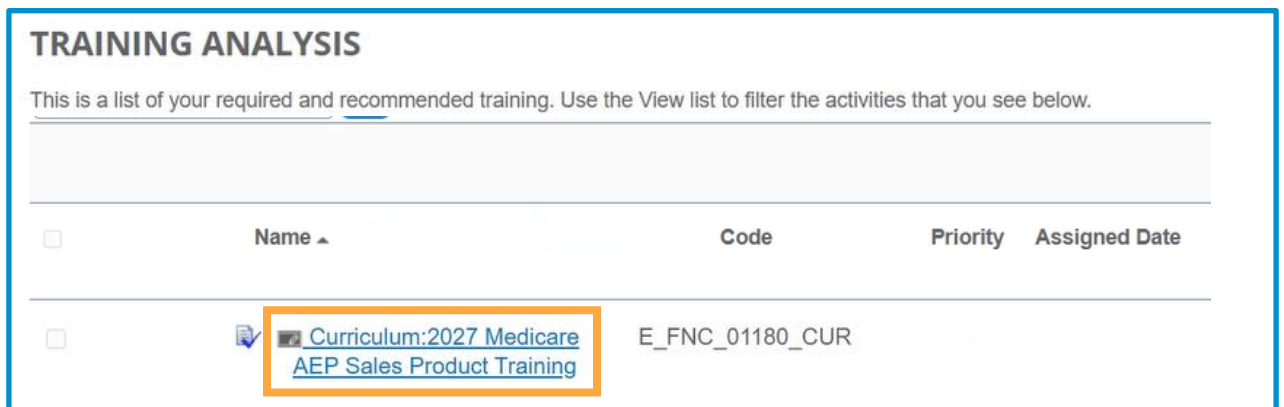 TRAINING ANALYSIS
This is a list of your required and recommended training. Use the View list to filter the activities that you see below.
Name Code Priority Assigned Date
Curriculum:2027 Medicare E_FNC_01180_CUR
AEP Sales Product Training